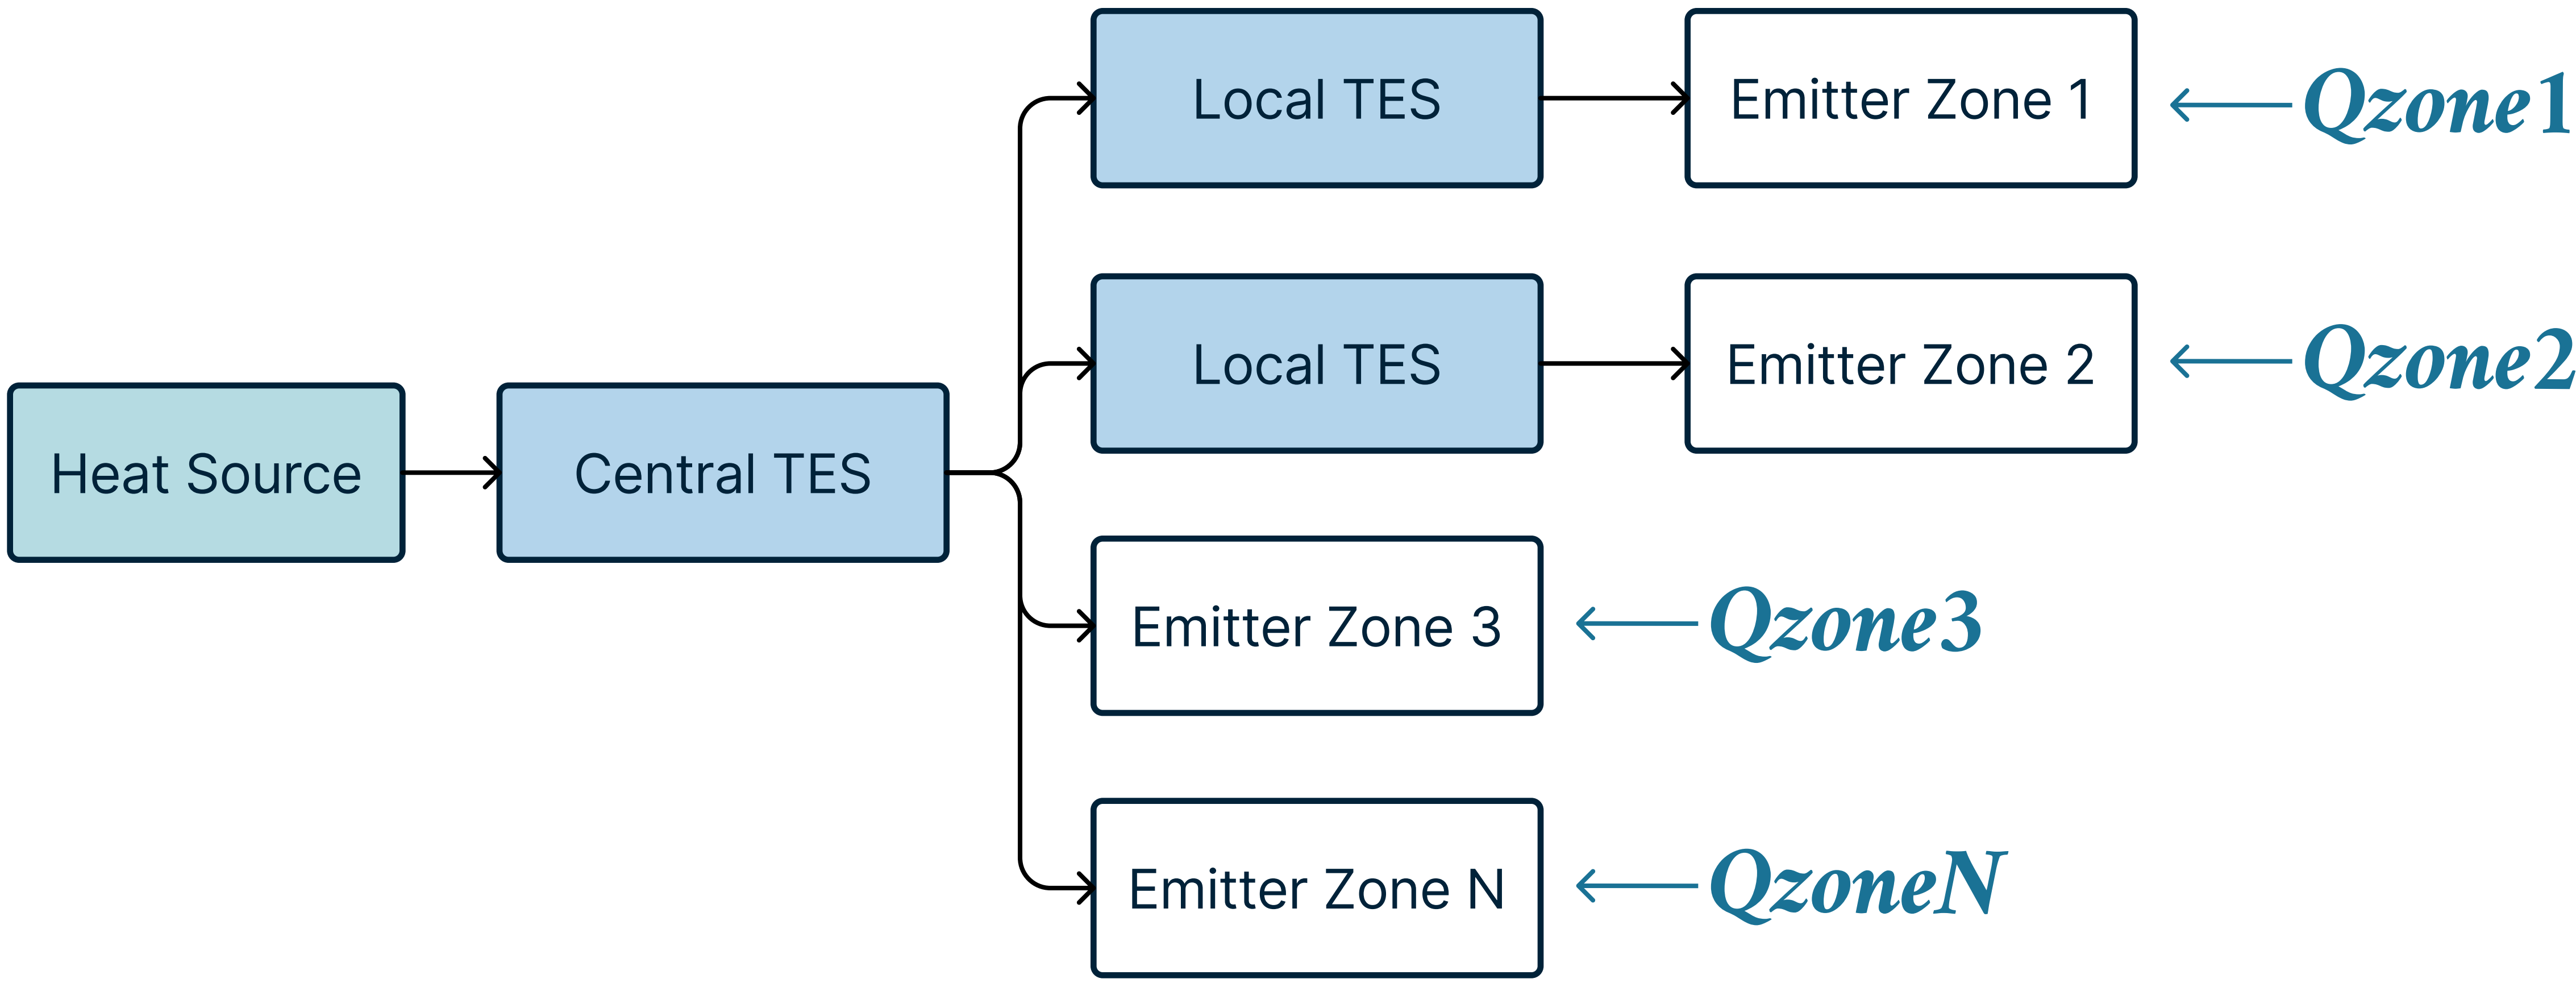 Local TES
Emitter Zone 1
Qzone1
Local TES
Emitter Zone 2
Qzone2
Heat Source
Central TES
Emitter Zone 3
Qzone3
Emitter Zone N
QzoneN